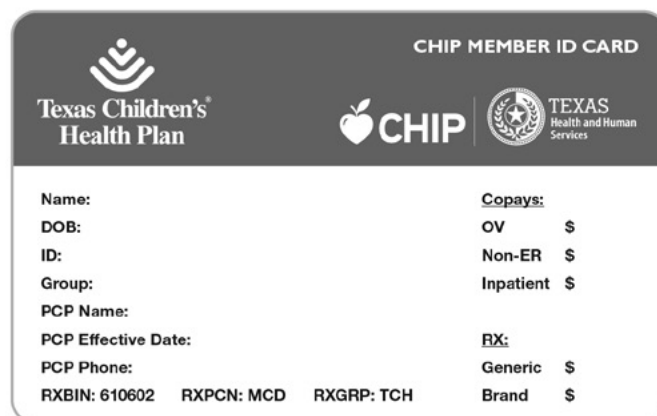 CHIP MEMBER ID CARD
Texas Children's®
Health Plan
CHIP
TEXAS
Health and Human
Services
Name:
DOB:
ID:
Group:
PCP Name:
PCP Effective Date:
PCP Phone:
RXBIN: 610602 RXPCN: MCD RXGRP: TCH
Copays:
OV $
Non-ER $
Inpatient $
RX:
Generic $
Brand $